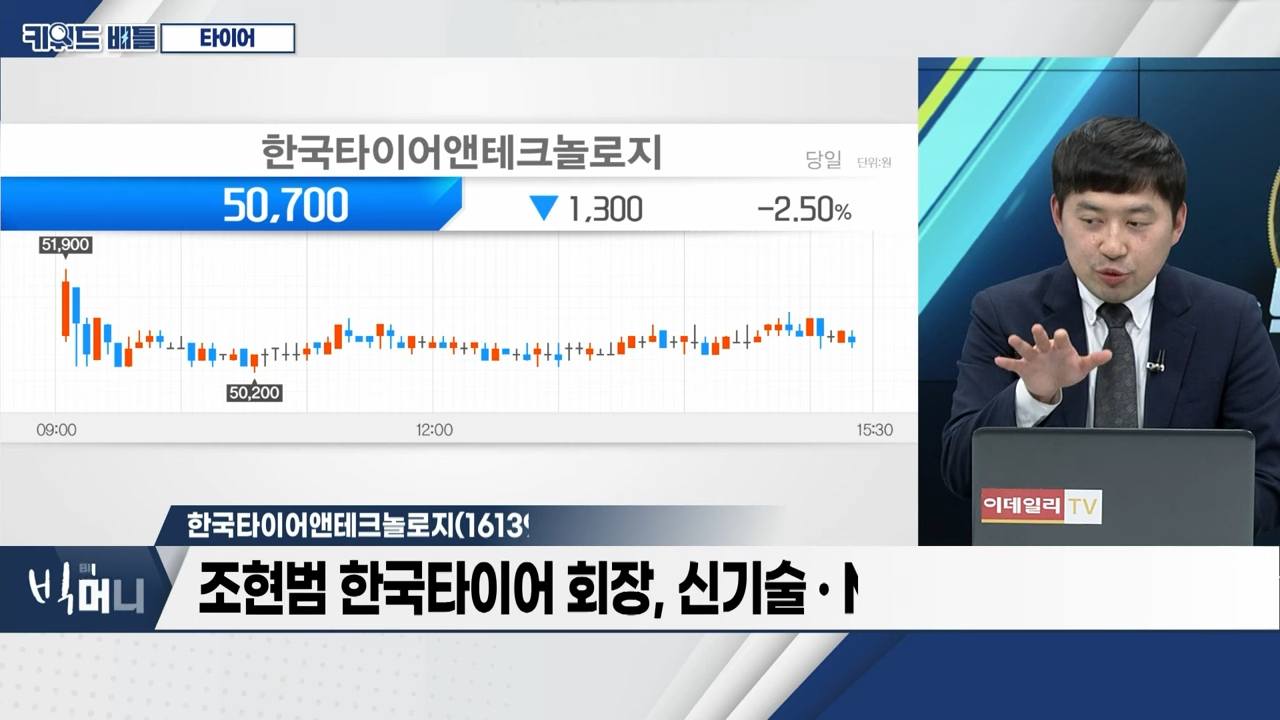 키워드 배틀 타이어
한국타이어앤테크놀로지
당일 단위:원
50,700 ▼ 1,300 -2.50%
51,900
50,200
09:00 12:00 15:30
이데일리 TV
한국타이어앤테크놀로지(1613
빅머니
조현범 한국타이어 회장, 신기술·